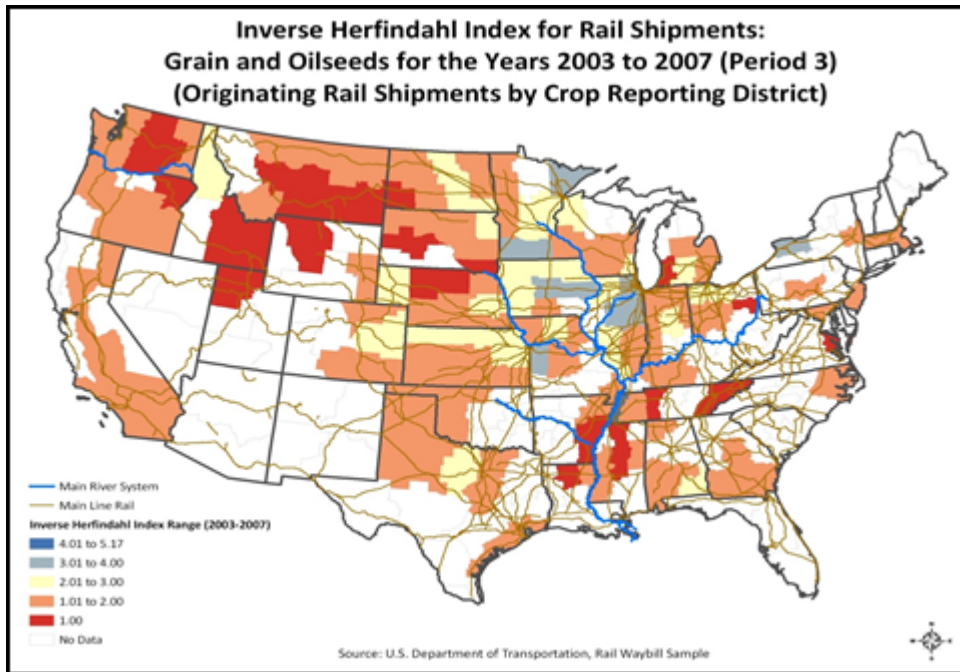 Inverse Herfindahl Index for Rail Shipments:
Grain and Oilseeds for the Years 2003 to 2007 (Period 3)
(Originating Rail Shipments by Crop Reporting District)
Main River System
Main Line Rail
Inverse Herfindahl Index Range (2003-2007)
4.01 to 5.17
3.01 to 4.00
2.01 to 3.00
1.01 to 2.00
1.00
No Data
Source: U.S. Department of Transportation, Rail Waybill Sample